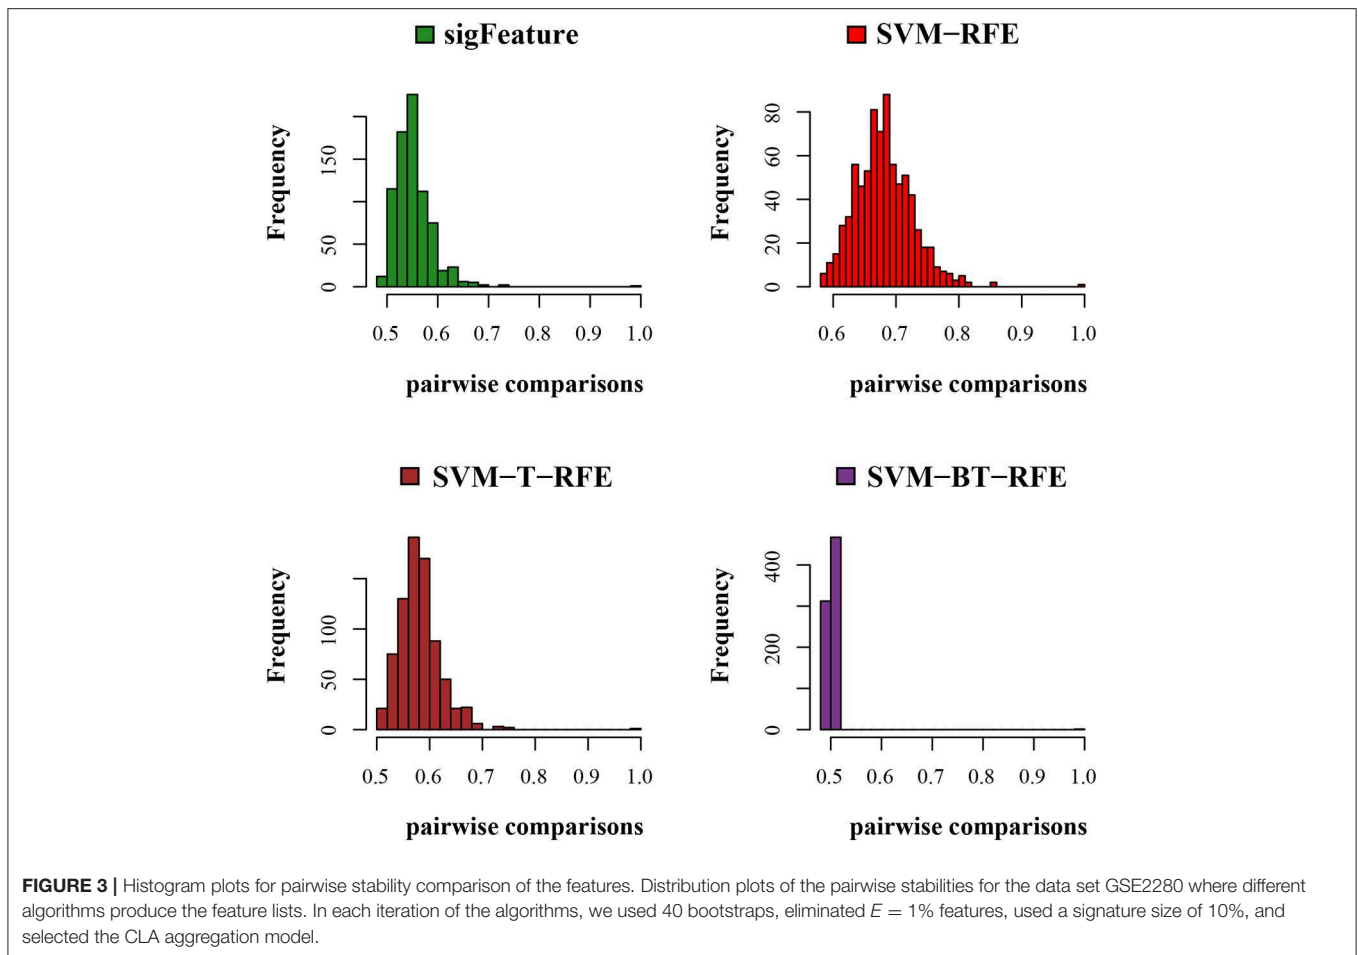 sigFeature
Frequency
0 50 150
0.5 0.6 0.7 0.8 0.9 1.0
pairwise comparisons
SVM−RFE
Frequency
0 20 40 60 80
0.6 0.7 0.8 0.9 1.0
pairwise comparisons
SVM−T−RFE
Frequency
0 50 100
0.5 0.6 0.7 0.8 0.9 1.0
pairwise comparisons
SVM−BT−RFE
Frequency
0 200 400
0.5 0.6 0.7 0.8 0.9 1.0
pairwise comparisons
FIGURE 3 | Histogram plots for pairwise stability comparison of the features. Distribution plots of the pairwise stabilities for the data set GSE2280 where different
algorithms produce the feature lists. In each iteration of the algorithms, we used 40 bootstraps, eliminated E = 1% features, used a signature size of 10%, and
selected the CLA aggregation model.